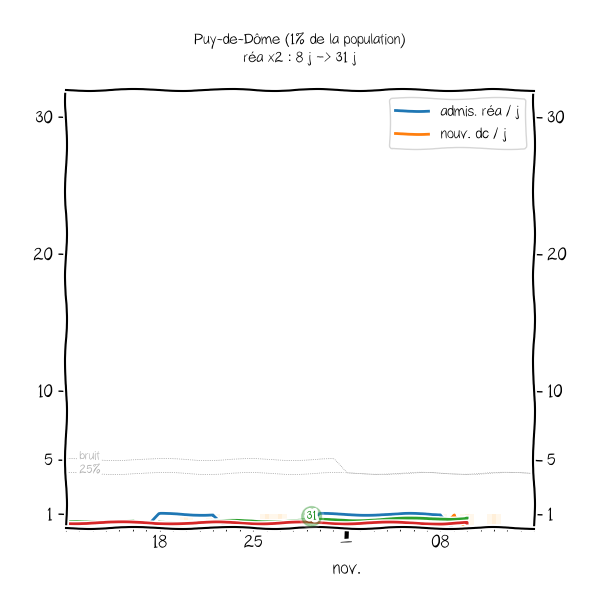 Puy-de-Dôme (1% de la population)
réa x2 : 8 j -> 31 j
admis. réa / j
nouv. dc / j
30
30
20
20
10
10
5
5
bruit
25%
1
31
1
18
25
1
08
nov.